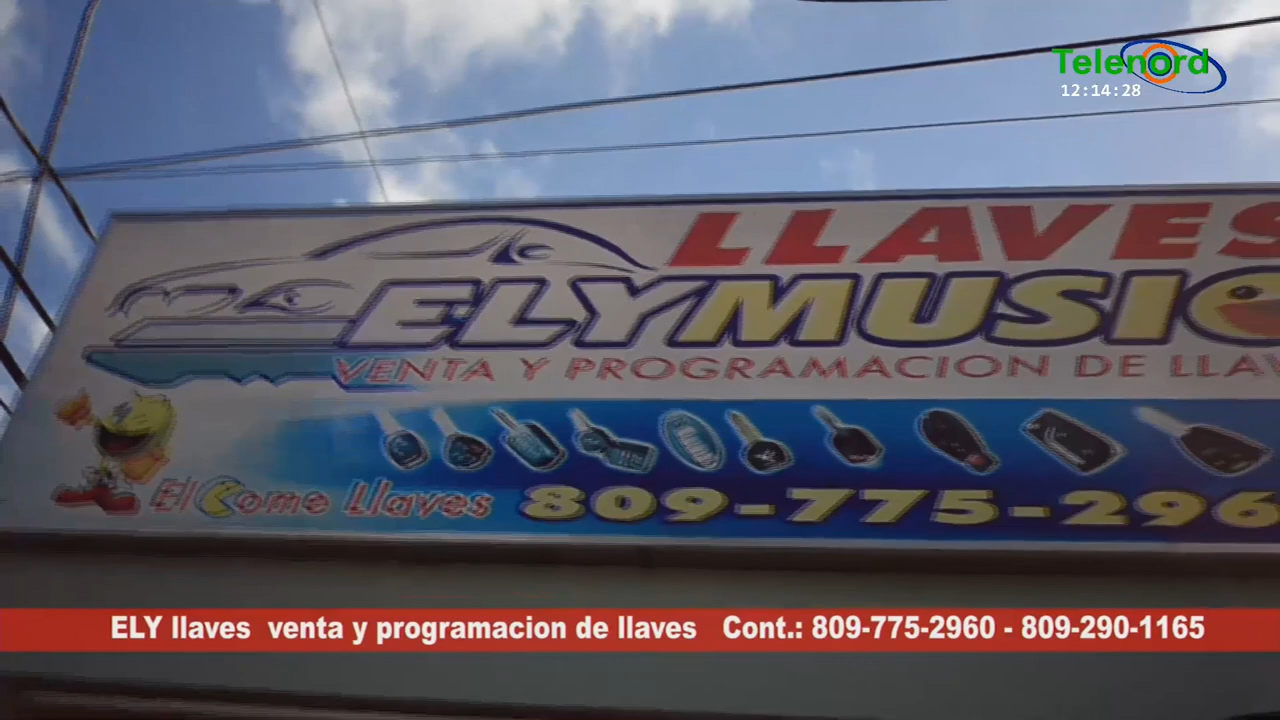 Telenord
12:14:28
LLAVES
ELYMUSIC
VENTA Y PROGRAMACION DE LLAV
El Come Llaves
809-775-296
ELY llaves venta y programacion de llaves Cont.: 809-775-2960 - 809-290-1165